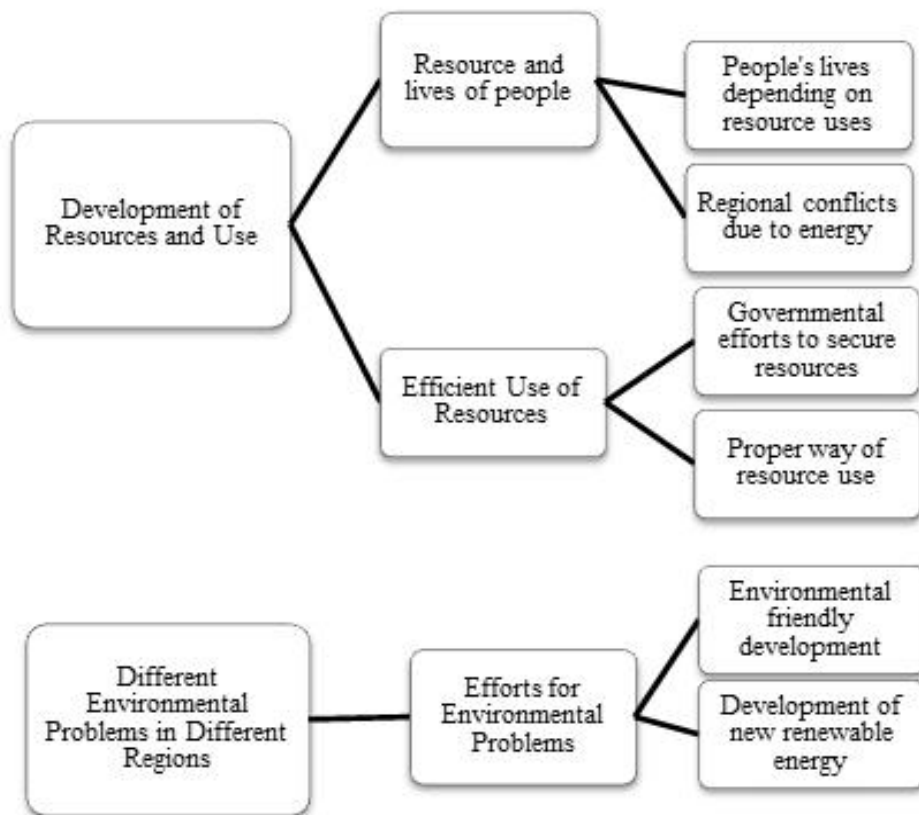 Development of
Resources and Use
Resource and
lives of people
People's lives
depending on
resource uses
Regional conflicts
due to energy
Efficient Use of
Resources
Governmental
efforts to secure
resources
Proper way of
resource use
Different
Environmental
Problems in Different
Regions
Efforts for
Environmental
Problems
Environmental
friendly
development
Development of
new renewable
energy